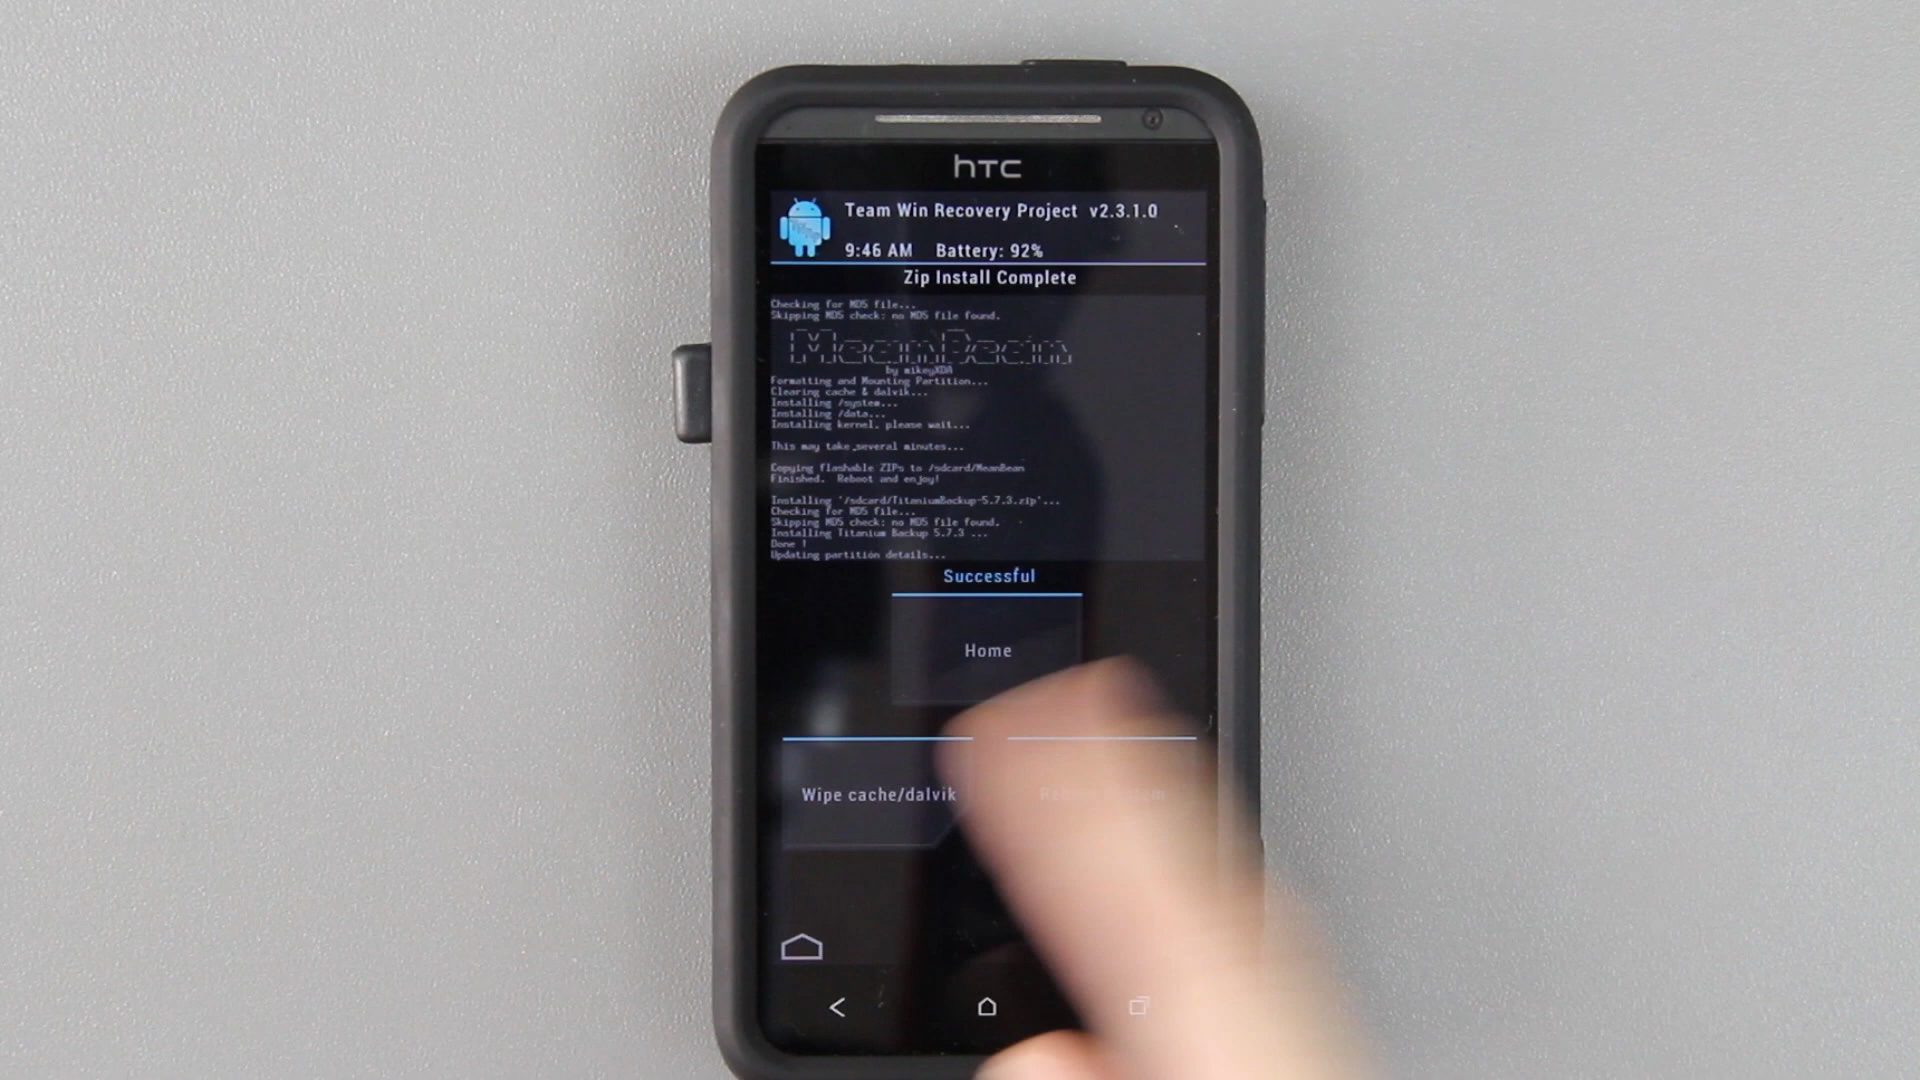 hTC
Team Win Recovery Project v2.3.1.0
9:46 AM Battery: 92%
Zip Install Complete
Checking for MD5 file...
Skipping MD5 check: no MD5 file found.
MeanBean
by mikeyXDA
Formatting and Mounting Partition...
Clearing cache & dalvik...
Installing /system...
Installing /data...
Installing kernel, please wait...
This may take several minutes...
Copying flashable ZIPs to /sdcard/MeanBean
Finished. Reboot and enjoy!
Installing '/sdcard/TitaniumBackup-5.7.3.zip'...
Checking for MD5 file...
Skipping MD5 check: no MD5 file found.
Installing Titanium Backup 5.7.3 ...
Done !
Updating partition details...
Successful
Home
Wipe cache/dalvik